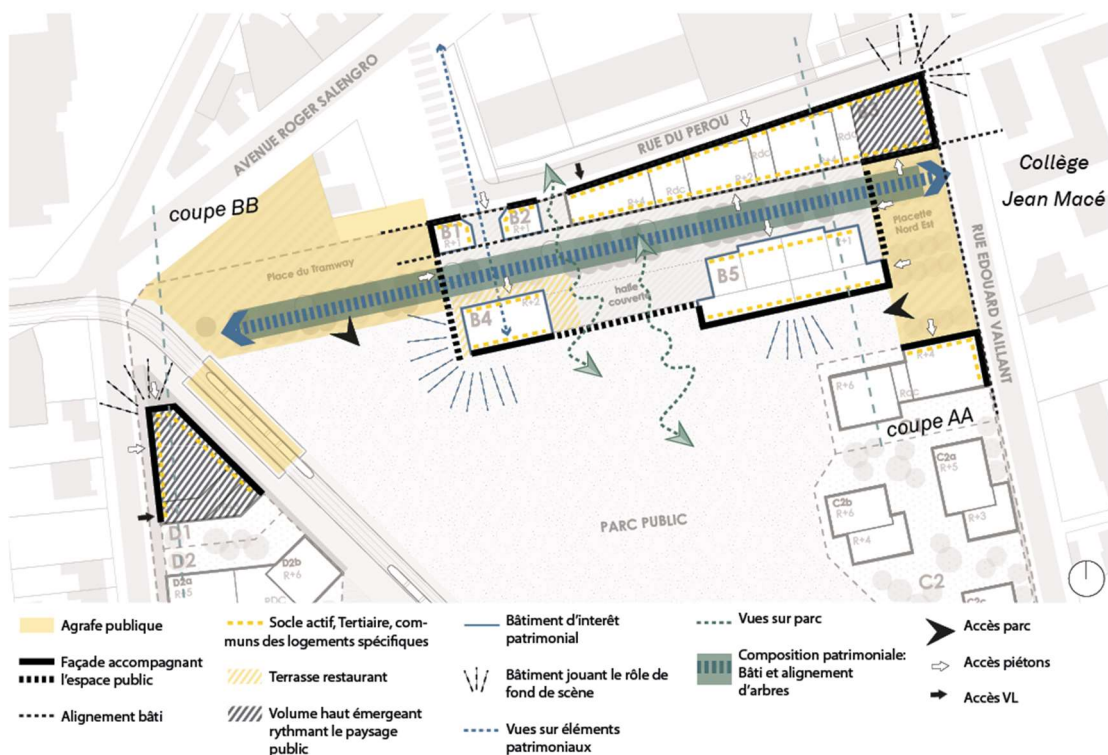 AVENUE ROGER SALENGRO
coupe BB
RUE DU PEROU
Collège
Jean Macé
RUE EDOUARD VAILLANT
Place du Tramway
B1
R+1
B2
R+1
R+4
Rdc
R+2
Rdc
R+4
Rdc
Placette
Nord Est
B4
R+2
halle
couverte
B5
R+1
R+4
R+6
Rdc
coupe AA
PARC PUBLIC
C2a
R+5
R+3
C2b
R+6
R+4
C2
C2c
D1
D2
D2a
R+5
D2b
R+6
RDC
Agrafe publique
Façade accompagnant
l'espace public
Alignement bâti
Socle actif, Tertiaire, com-
muns des logements spécifiques
Terrasse restaurant
Volume haut émergeant
rythmant le paysage
public
Bâtiment d'interêt
patrimonial
Bâtiment jouant le rôle de
fond de scène
Vues sur éléments
patrimoniaux
Vues sur parc
Composition patrimoniale:
Bâti et alignement
d'arbres
Accès parc
Accès piétons
Accès VL